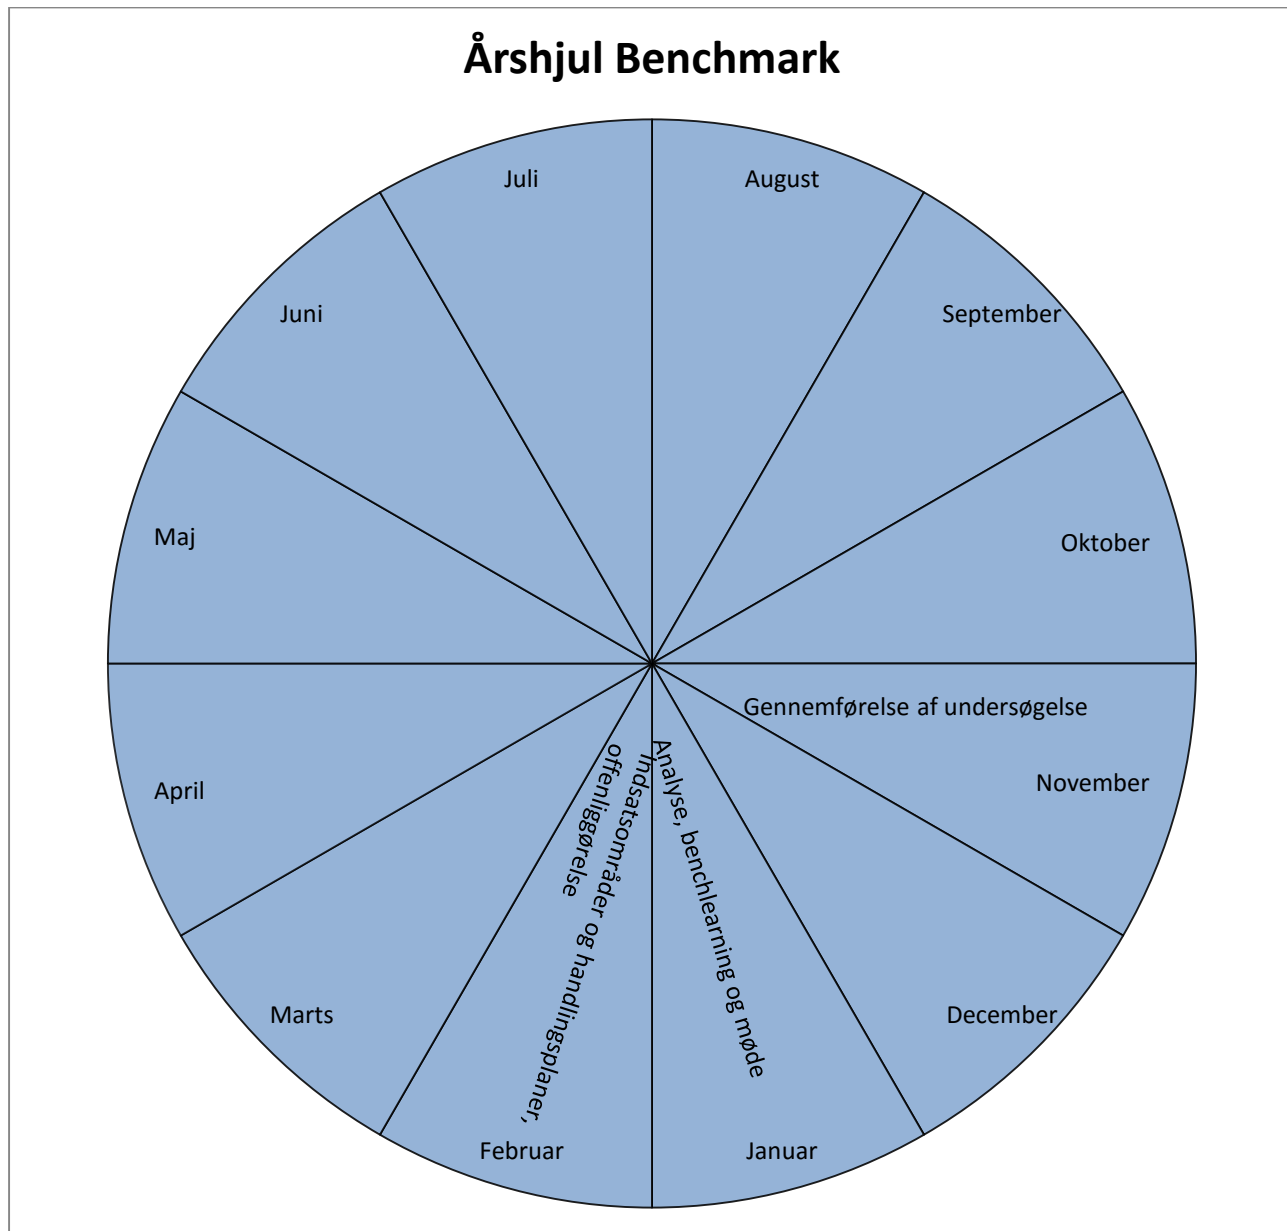 Årshjul Benchmark
Juli
August
Juni
September
Maj
Oktober
Gennemførelse af undersøgelse
November
April
Analyse, benchlearning og møde
Indsatsområder og handlingsplaner,
offenliggørelse
Marts
December
Februar
Januar